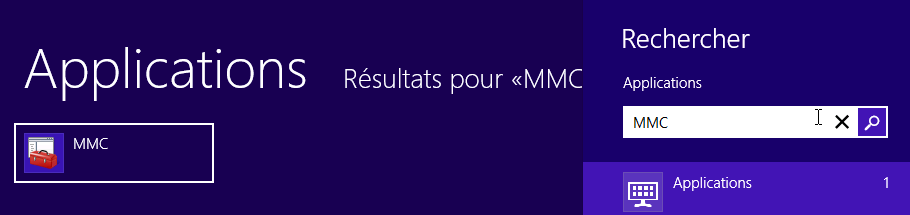 Applications
Résultats pour «MMC
MMC
Rechercher
Applications
MMC
Applications 1